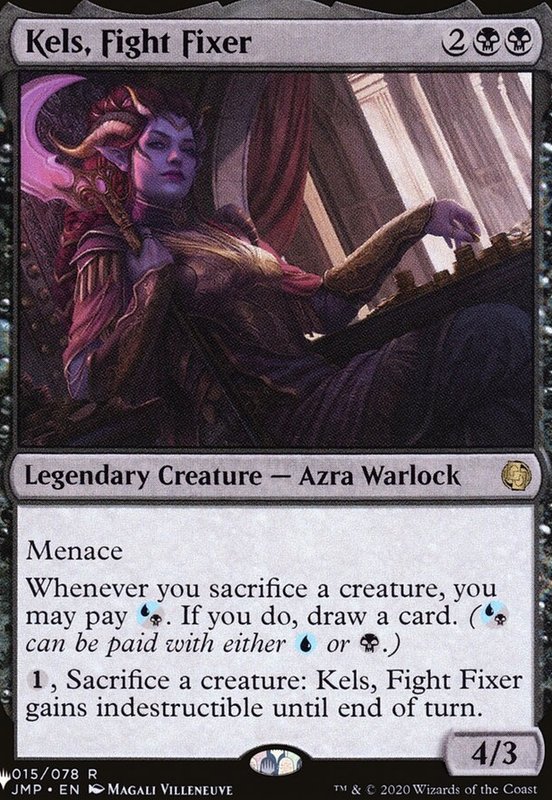 Kels, Fight Fixer 2
Legendary Creature — Azra Warlock
Menace
Whenever you sacrifice a creature, you
may pay . If you do, draw a card. (
can be paid with either or .)
1, Sacrifice a creature: Kels, Fight Fixer
gains indestructible until end of turn.
4/3
015/078 R
JMP • EN MAGALI VILLENEUVE
™ & © 2020 Wizards of the Coast